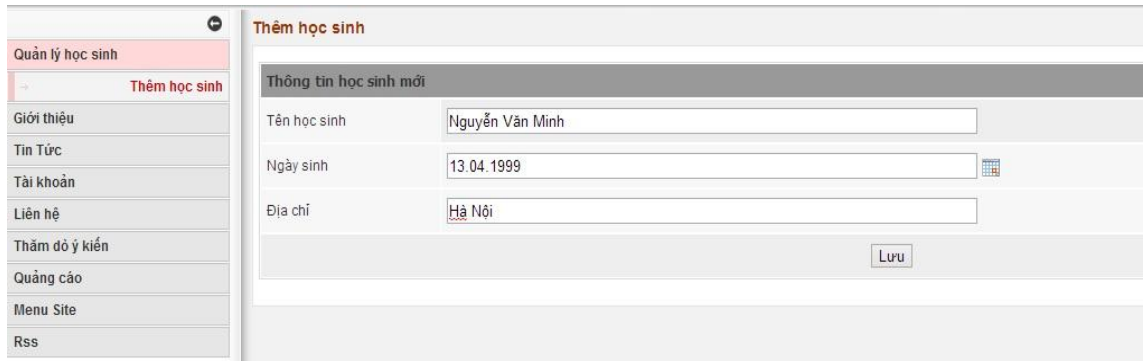 Thêm học sinh
Quản lý học sinh
Thêm học sinh
Thông tin học sinh mới
Giới thiệu
Tên học sinh
Nguyễn Văn Minh
Tin Tức
Ngày sinh
13.04.1999
Tài khoản
Liên hệ
Địa chỉ
Hà Nội
Thăm dò ý kiến
Lưu
Quảng cáo
Menu Site
Rss